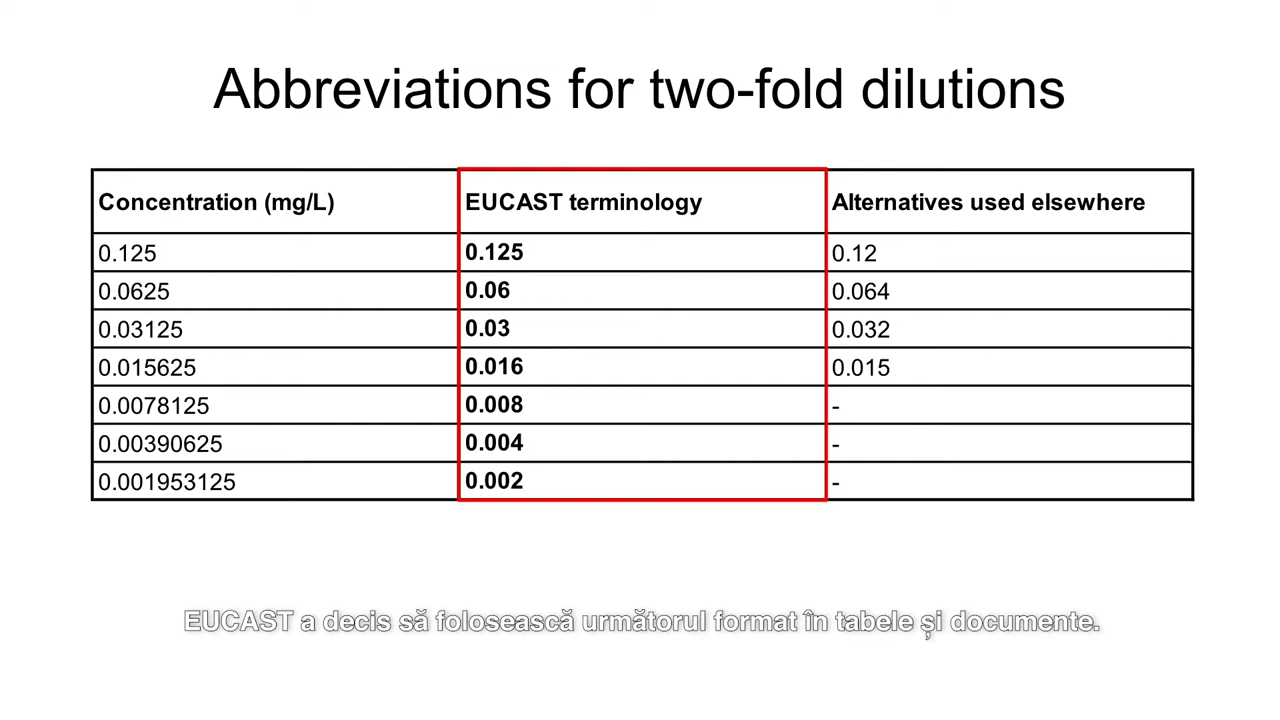 Abbreviations for two-fold dilutions
Concentration (mg/L) EUCAST terminology Alternatives used elsewhere
0.125 0.125 0.12
0.0625 0.06 0.064
0.03125 0.03 0.032
0.015625 0.016 0.015
0.0078125 0.008 -
0.00390625 0.004 -
0.001953125 0.002 -
EUCAST a decis să folosească următorul format în tabele și documente.